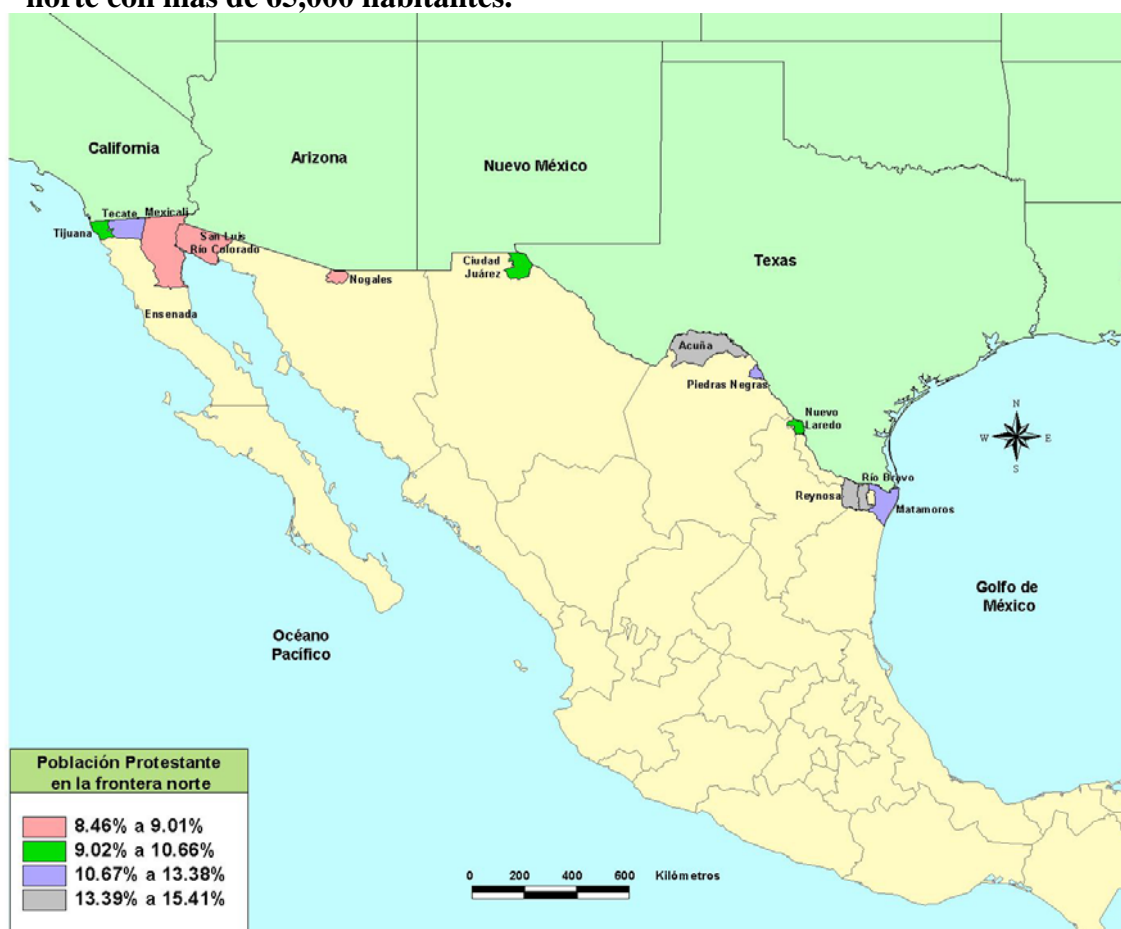 norte con más de 65,000 habitantes.
California
Arizona
Nuevo México
Texas
Tecate
Mexicali
Tijuana
San Luis
Río Colorado
Nogales
Ciudad
Juárez
Ensenada
Acuña
Piedras Negras
Nuevo
Laredo
N
W
E
S
Río Bravo
Reynosa
Matamoros
Golfo de
México
Océano
Pacífico
Población Protestante
en la frontera norte
8.46% a 9.01%
9.02% a 10.66%
10.67% a 13.38%
13.39% a 15.41%
0 200 400 600 Kilómetros